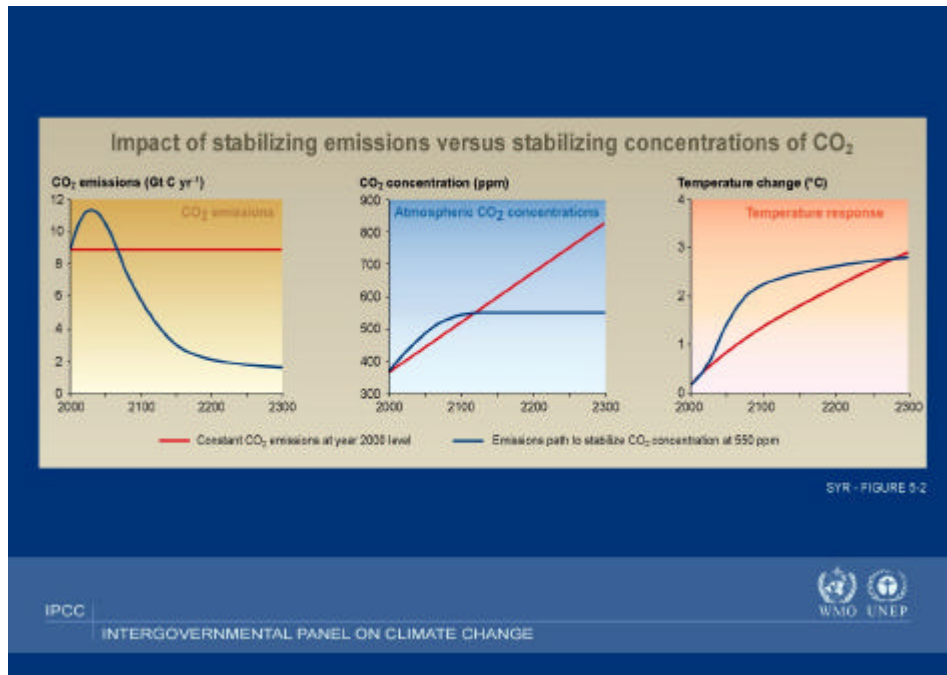 Impact of stabilizing emissions versus stabilizing concentrations of CO₂
CO₂ emissions (Gt C yr⁻¹)
CO₂ emissions
12
10
8
6
4
2
0
2000 2100 2200 2300
CO₂ concentration (ppm)
Atmospheric CO₂ concentrations
900
800
700
600
500
400
300
2000 2100 2200 2300
Temperature change (°C)
Temperature response
4
3
2
1
0
2000 2100 2200 2300
Constant CO₂ emissions at year 2000 level
Emissions path to stabilize CO₂ concentration at 550 ppm
SYR - FIGURE 5-2
WMO UNEP
IPCC
INTERGOVERNMENTAL PANEL ON CLIMATE CHANGE